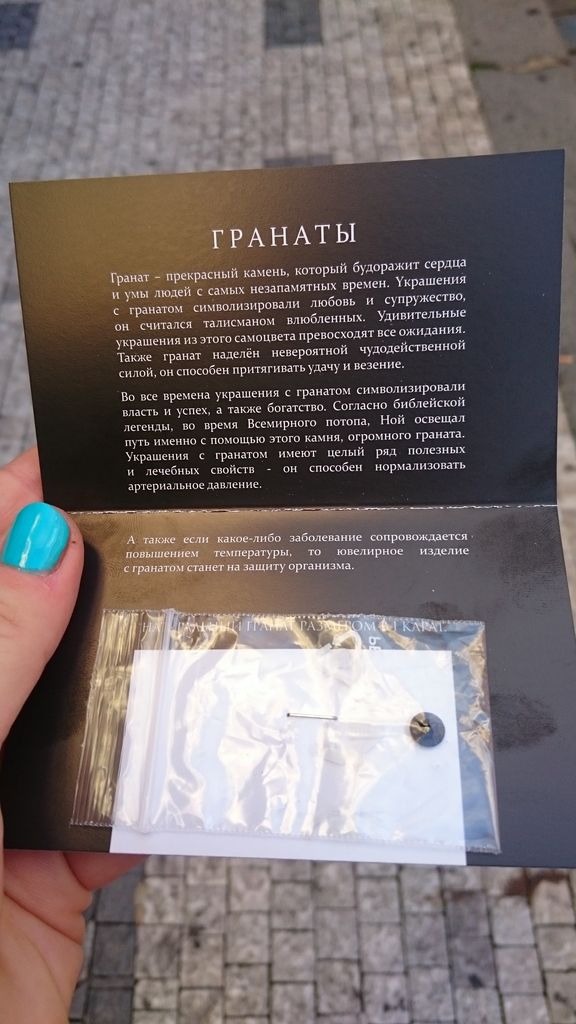 ГРАНАТЫ
Гранат – прекрасный камень, который будоражит сердца
и умы людей с самых незапамятных времен. Украшения
с гранатом символизировали любовь и супружество,
он считался талисманом влюбленных. Удивительные
украшения из этого самоцвета превосходят все ожидания.
Также гранат наделён невероятной чудодейственной
силой, он способен притягивать удачу и везение.
Во все времена украшения с гранатом символизировали
власть и успех, а также богатство. Согласно библейской
легенды, во время Всемирного потопа, Ной освещал
путь именно с помощью этого камня, огромного граната.
Украшения с гранатом имеют целый ряд полезных
и лечебных свойств - он способен нормализовать
артериальное давление.
А также если какое-либо заболевание сопровождается
повышением температуры, то ювелирное изделие
с гранатом станет на защиту организма.
ГРАНАТ РАЗМЕРОМ В 1 КАРАТ